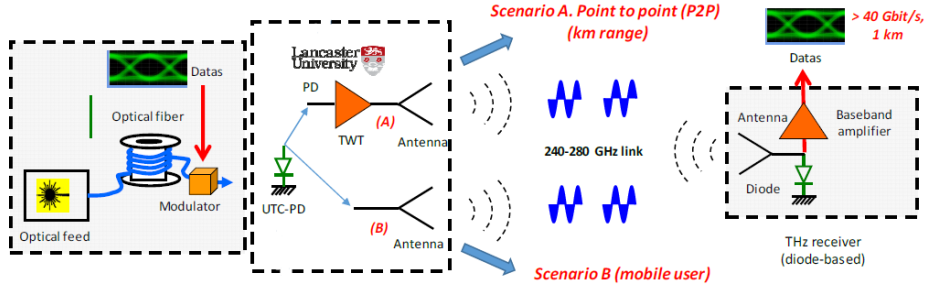 Datas
Optical fiber
Modulator
Optical feed
Lancaster
University
PD
(A)
TWT
Antenna
UTC-PD
(B)
Antenna
Scenario A. Point to point (P2P)
(km range)
240-280 GHz link
Scenario B (mobile user)
> 40 Gbit/s,
1 km
Datas
Antenna
Baseband
amplifier
Diode
THz receiver
(diode-based)